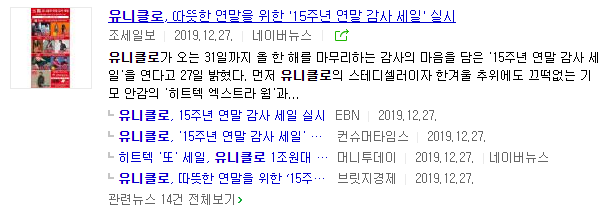 유니클로, 따뜻한 연말을 위한 '15주년 연말 감사 세일' 실시
조세일보 | 2019.12.27. | 네이버뉴스 |
유니클로가 오는 31일까지 올 한 해를 마무리하는 감사의 마음을 담은 '15주년 연말 감사 세
일'을 연다고 27일 밝혔다. 먼저 유니클로의 스테디셀러이자 한겨울 추위에도 끄떡없는 기
모 안감의 '히트텍 엑스트라 웜'과...
유니클로, 15주년 연말 감사 세일 실시 EBN | 2019.12.27.
유니클로, '15주년 연말 감사 세일' … 컨슈머타임스 | 2019.12.27.
히트텍 '또' 세일, 유니클로 1조원대 … 머니투데이 | 2019.12.27. | 네이버뉴스
유니클로, 따뜻한 연말을 위한 '15주… 브릿지경제 | 2019.12.27.
관련뉴스 14건 전체보기>